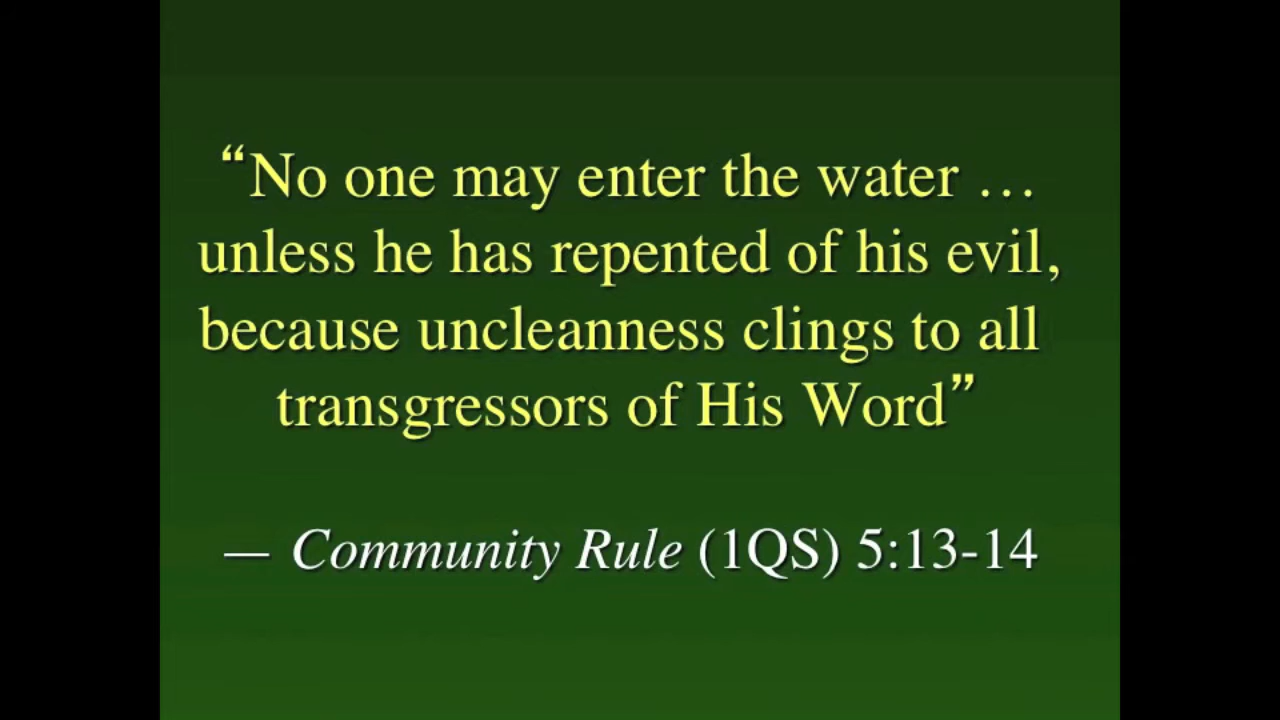 “No one may enter the water …
unless he has repented of his evil,
because uncleanness clings to all
transgressors of His Word”
— Community Rule (1QS) 5:13-14